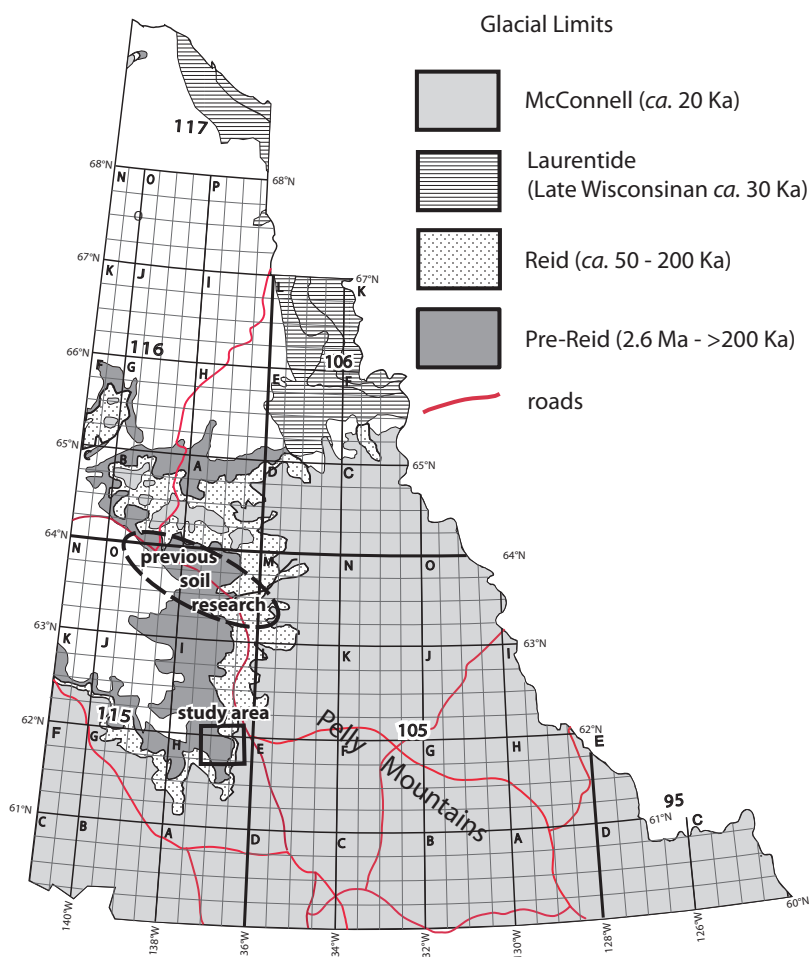 Glacial Limits
McConnell (ca. 20 Ka)
Laurentide
(Late Wisconsinan ca. 30 Ka)
Reid (ca. 50 - 200 Ka)
Pre-Reid (2.6 Ma - >200 Ka)
roads
117
68°N
N O P
68°N
67°N
K J I
L K
67°N
66°N
116
F G H
E 106 F
65°N
C B A D C
65°N
64°N
N O
previous
soil
research
M N O
64°N
63°N
K J I
K J I
63°N
62°N
115
study area
F G H E
Pelly
Mountains
F 105 G H
62°N
E
61°N
C B A D C B A D
95
61°N
C
60°N
140°W
138°W
136°W
134°W
132°W
130°W
128°W
126°W